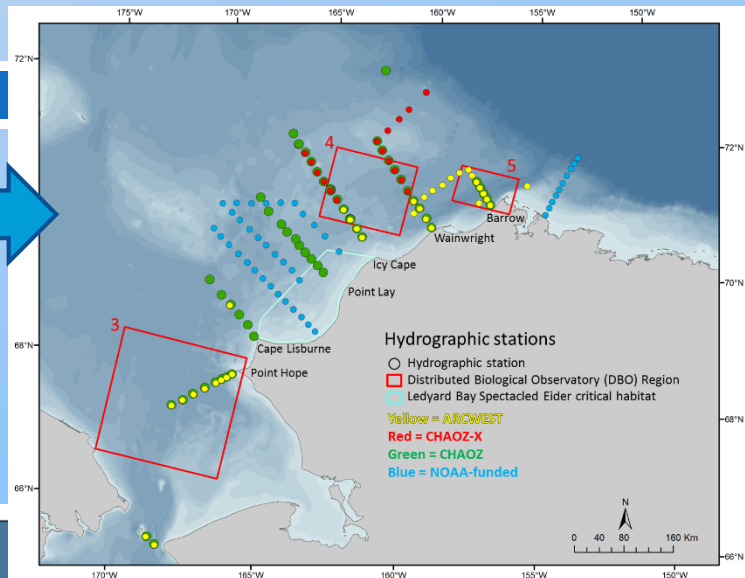 175°W
170°W
165°W
160°W
155°W
72°N
72°N
4
5
Barrow
Wainwright
Icy Cape
70°N
Point Lay
3
68°N
Cape Lisburne
Point Hope
Hydrographic stations
Hydrographic station
Distributed Biological Observatory (DBO) Region
Ledyard Bay Spectacled Eider critical habitat
Yellow = ARCWEST
Red = CHAOZ-X
Green = CHAOZ
Blue = NOAA-funded
68°N
66°N
N
0 40 80 160 Km
66°N
170°W
165°W
160°W
155°W
150°W